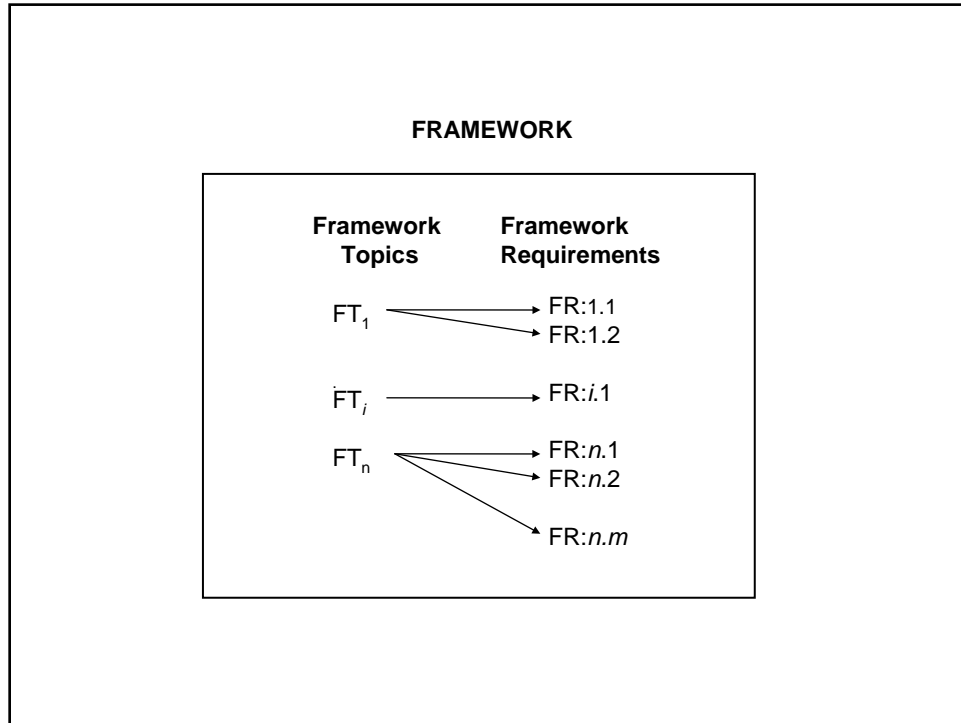 FRAMEWORK
Framework Topics
Framework Requirements
FT1
FR:1.1
FR:1.2
FTi
FR:i.1
FTn
FR:n.1
FR:n.2
FR:n.m